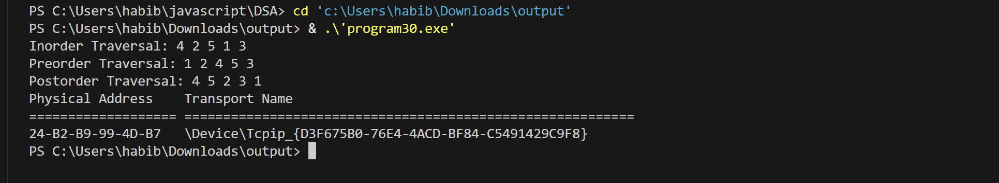 PS C:\Users\habib\javascript\DSA> cd 'c:\Users\habib\Downloads\output'
PS C:\Users\habib\Downloads\output> & .\'program30.exe'
Inorder Traversal: 4 2 5 1 3
Preorder Traversal: 1 2 4 5 3
Postorder Traversal: 4 5 2 3 1
Physical Address    Transport Name
=================== ==========================================================
24-B2-B9-99-4D-B7   \Device\Tcpip_{D3F675B0-76E4-4ACD-BF84-C5491429C9F8}
PS C:\Users\habib\Downloads\output>